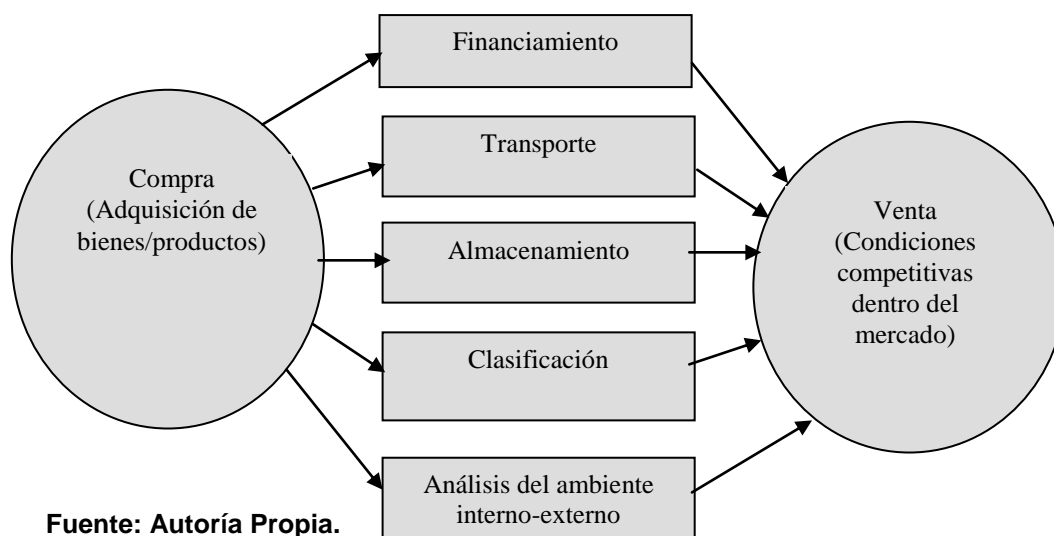 Financiamiento
Transporte
Compra
(Adquisición de
bienes/productos)
Almacenamiento
Venta
(Condiciones
competitivas
dentro del
mercado)
Clasificación
Análisis del ambiente
interno-externo
Fuente: Autoría Propia.